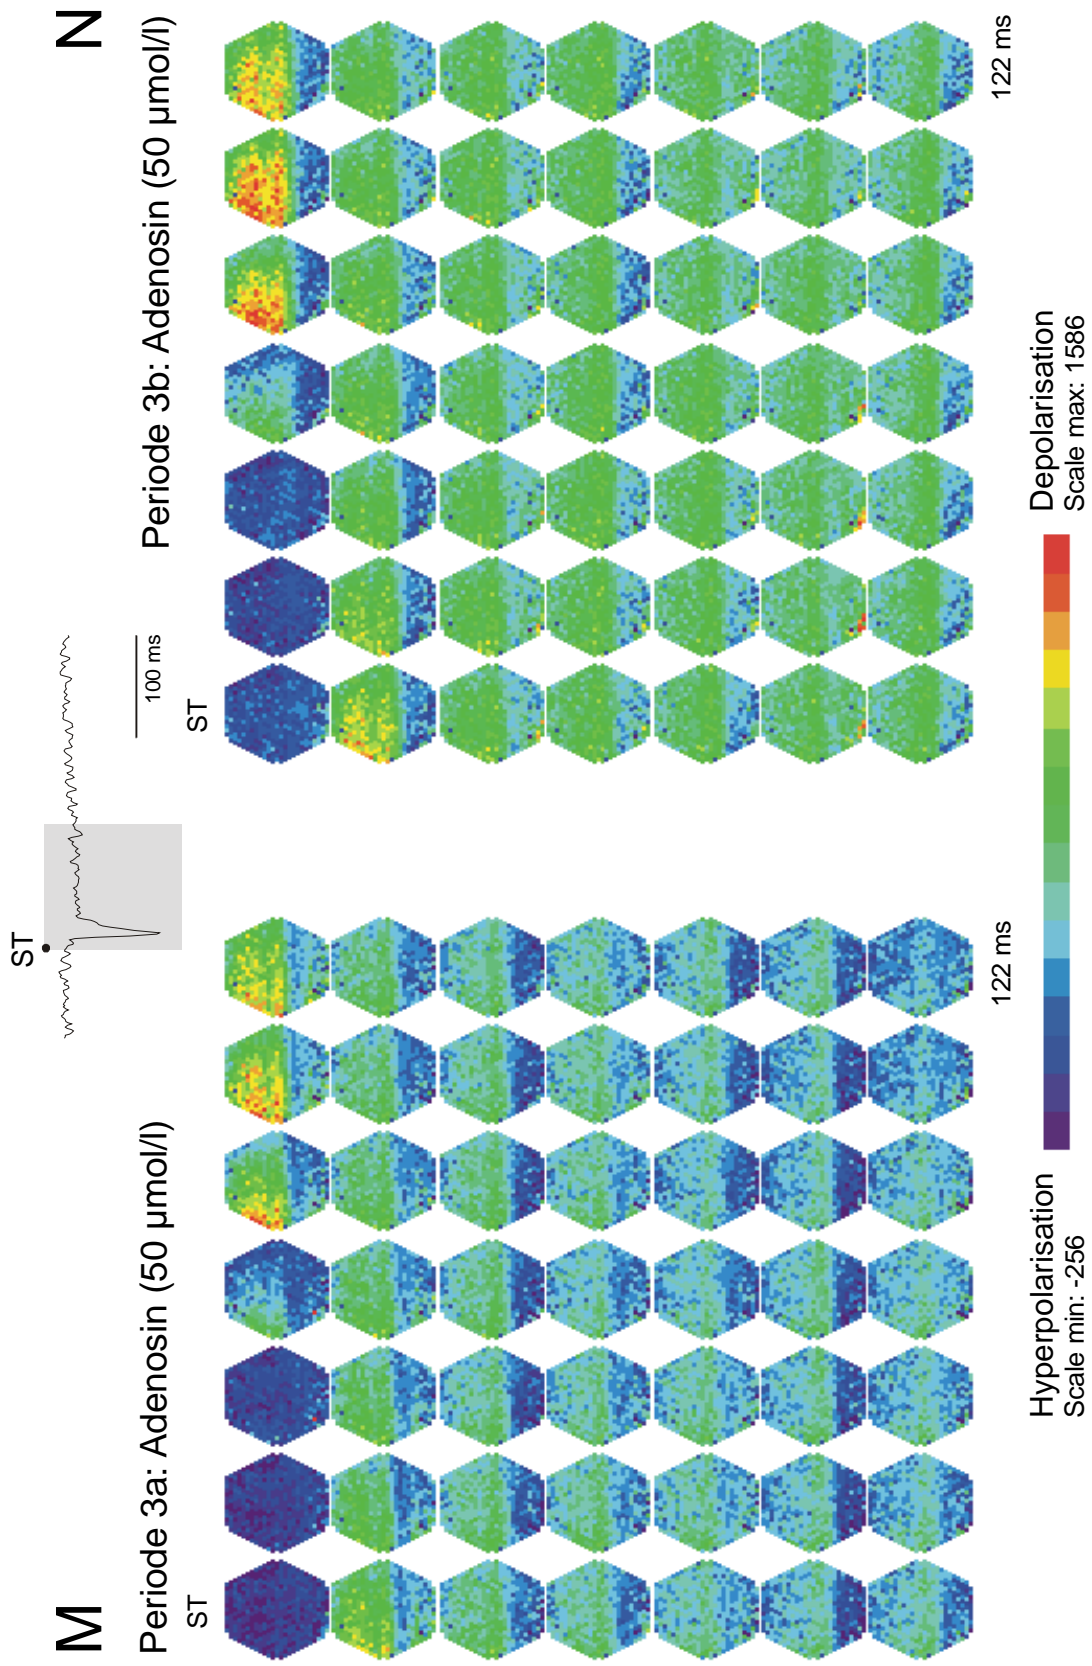 M
N
ST
100 ms
Periode 3a: Adenosin (50 µmol/l)
Periode 3b: Adenosin (50 µmol/l)
ST
ST
122 ms
122 ms
Hyperpolarisation
Scale min: -256
Depolarisation
Scale max: 1586